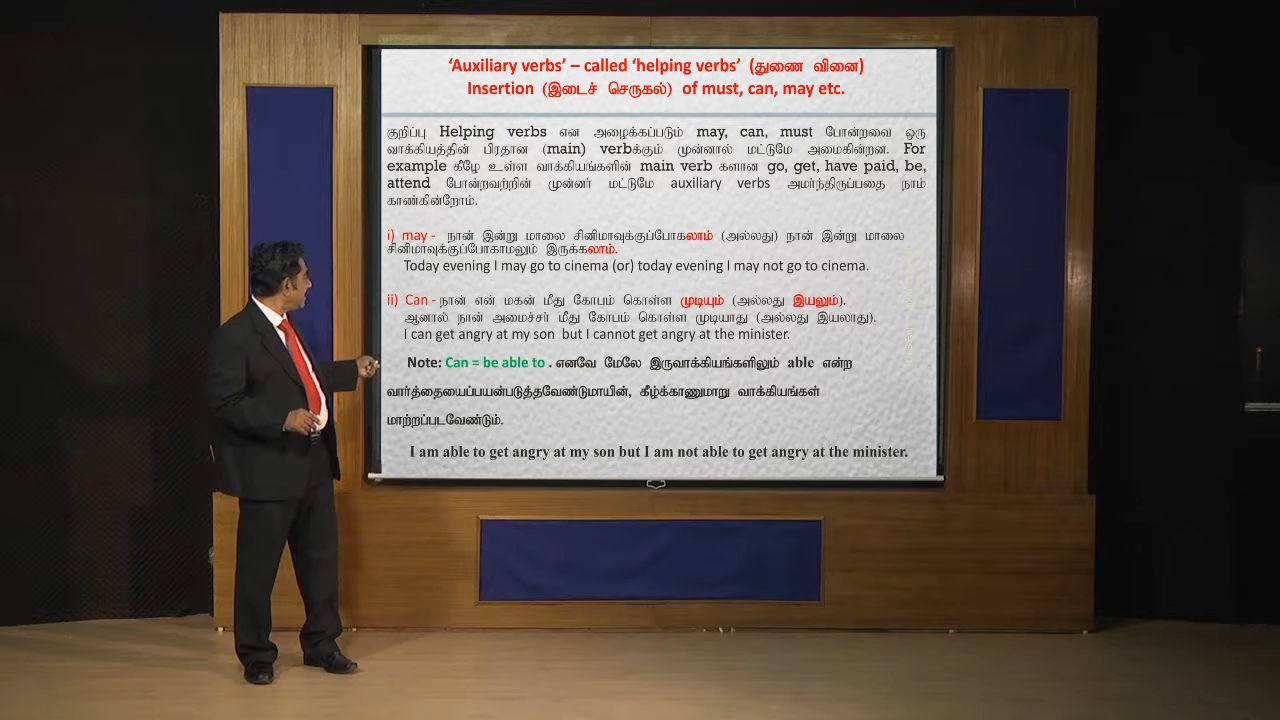 ‘Auxiliary verbs’ – called ‘helping verbs’ (துணை வினை)
Insertion (இடைச் செருகல்) of must, can, may etc.
குறிப்பு Helping verbs என அழைக்கப்படும் may, can, must போன்றவை ஒரு
வாக்கியத்தின் பிரதான (main) verbக்கும் முன்னால் மட்டுமே அமைகின்றன. For
example கீழே உள்ள வாக்கியங்களின் main verb களான go, get, have paid, be,
attend போன்றவற்றின் முன்னர் மட்டுமே auxiliary verbs அமர்ந்திருப்பதை நாம்
காண்கின்றோம்.
i) may - நான் இன்று மாலை சினிமாவுக்குப்போகலாம் (அல்லது) நான் இன்று மாலை
சினிமாவுக்குப்போகாமலும் இருக்கலாம்.
Today evening I may go to cinema (or) today evening I may not go to cinema.
ii) Can - நான் என் மகன் மீது கோபம் கொள்ள முடியும் (அல்லது இயலும்).
ஆனால் நான் அமைச்சர் மீது கோபம் கொள்ள முடியாது (அல்லது இயலாது).
I can get angry at my son but I cannot get angry at the minister.
Note: Can = be able to . எனவே மேலே இருவாக்கியங்களிலும் able என்ற
வார்த்தையைப்பயன்படுத்தவேண்டுமாயின், கீழ்க்காணுமாறு வாக்கியங்கள்
மாற்றப்படவேண்டும்.
I am able to get angry at my son but I am not able to get angry at the minister.